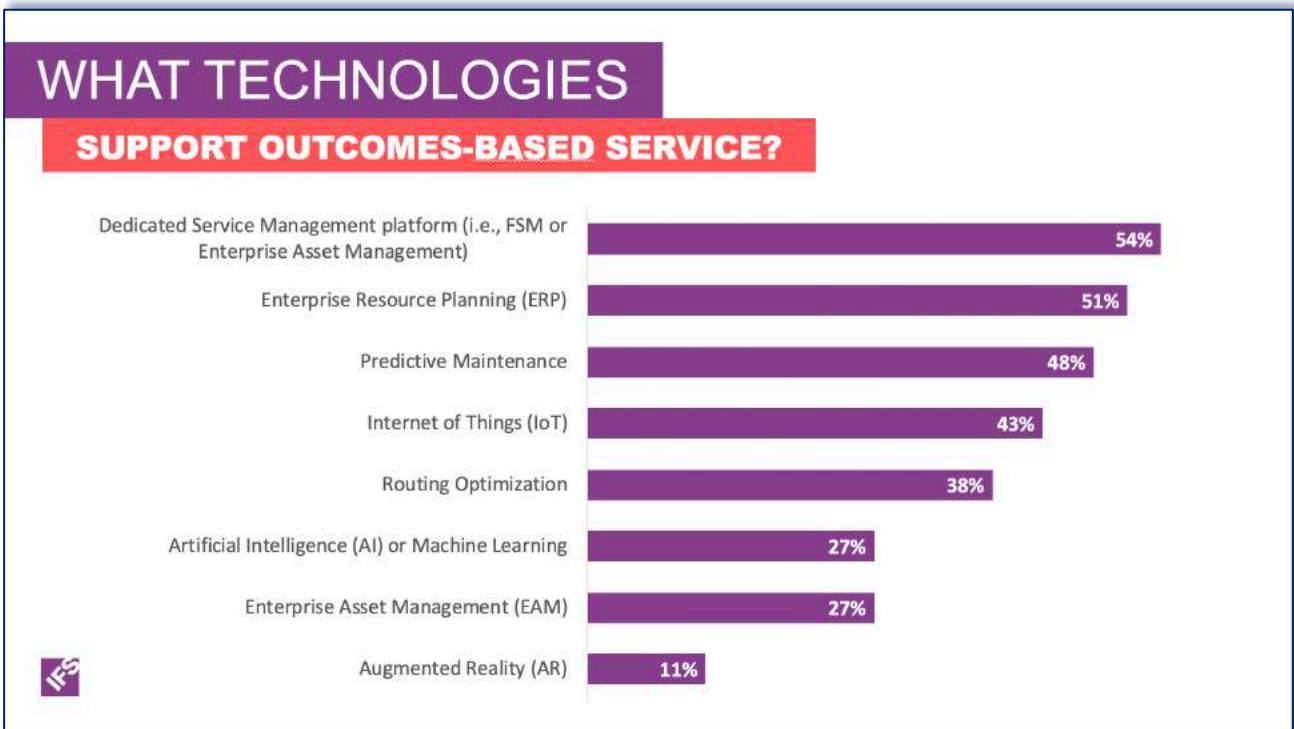 WHAT TECHNOLOGIES
SUPPORT OUTCOMES-BASED SERVICE?
Dedicated Service Management platform (i.e., FSM or
Enterprise Asset Management)
54%
Enterprise Resource Planning (ERP)
51%
Predictive Maintenance
48%
Internet of Things (IoT)
43%
Routing Optimization
38%
Artificial Intelligence (AI) or Machine Learning
27%
Enterprise Asset Management (EAM)
27%
Augmented Reality (AR)
11%
IFS